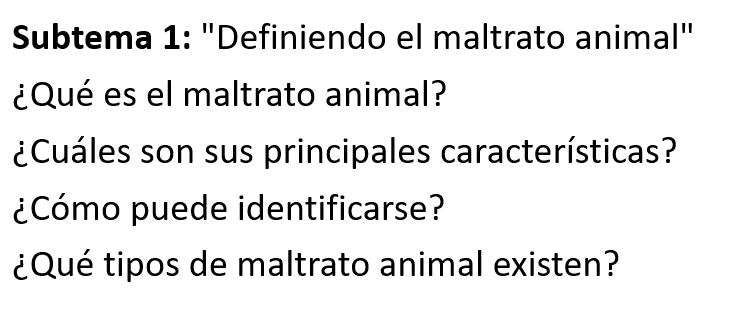 Subtema 1: "Definiendo el maltrato animal"
¿Qué es el maltrato animal?
¿Cuáles son sus principales características?
¿Cómo puede identificarse?
¿Qué tipos de maltrato animal existen?